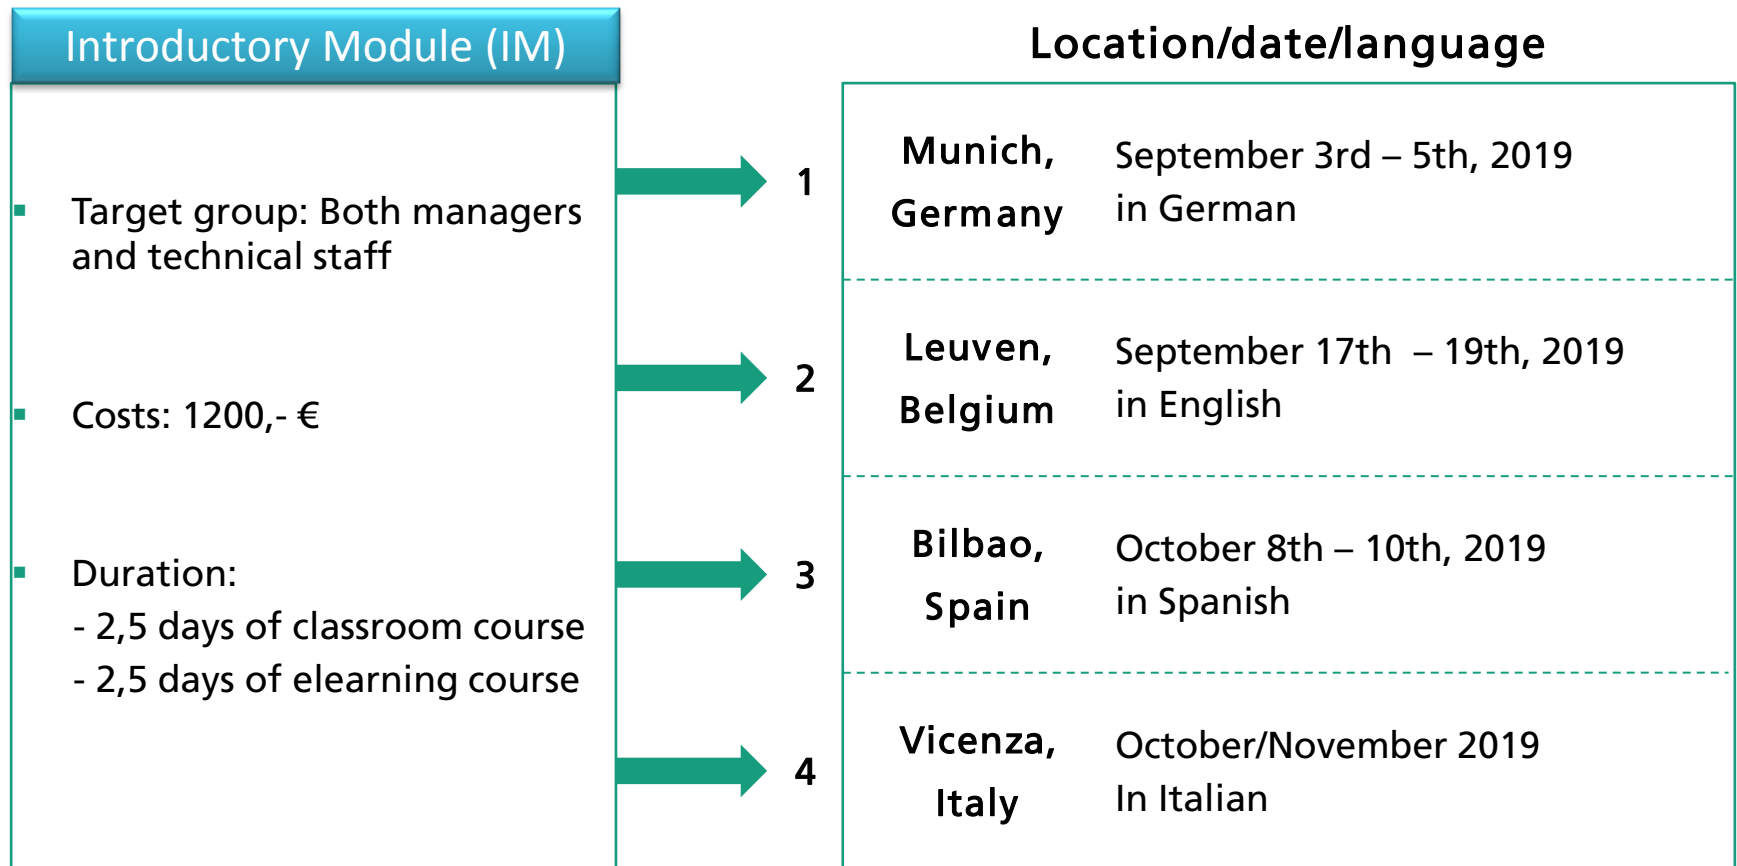 Introductory Module (IM)
Target group: Both managers
and technical staff
Costs: 1200,- €
Duration:
- 2,5 days of classroom course
- 2,5 days of elearning course
Location/date/language
1
Munich,
Germany
September 3rd – 5th, 2019
in German
2
Leuven,
Belgium
September 17th – 19th, 2019
in English
3
Bilbao,
Spain
October 8th – 10th, 2019
in Spanish
4
Vicenza,
Italy
October/November 2019
In Italian